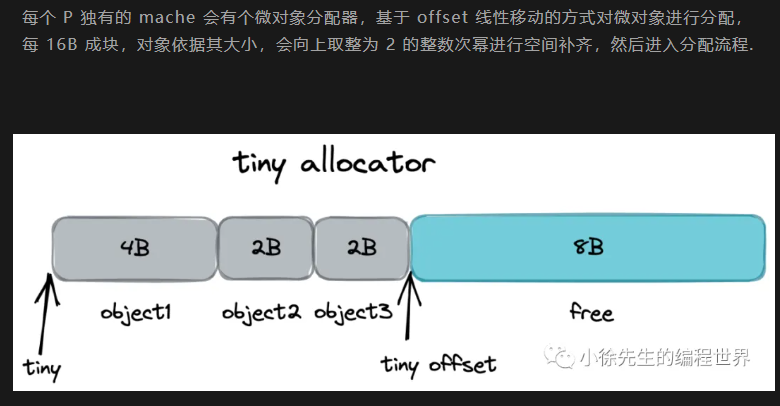 每个 P 独有的 mache 会有个微对象分配器，基于 offset 线性移动的方式对微对象进行分配，
每 16B 成块，对象依据其大小，会向上取整为 2 的整数次幂进行空间补齐，然后进入分配流程.
tiny allocator
4B
2B
2B
8B
object1
object2
object3
free
tiny
tiny offset
小徐先生的编程世界